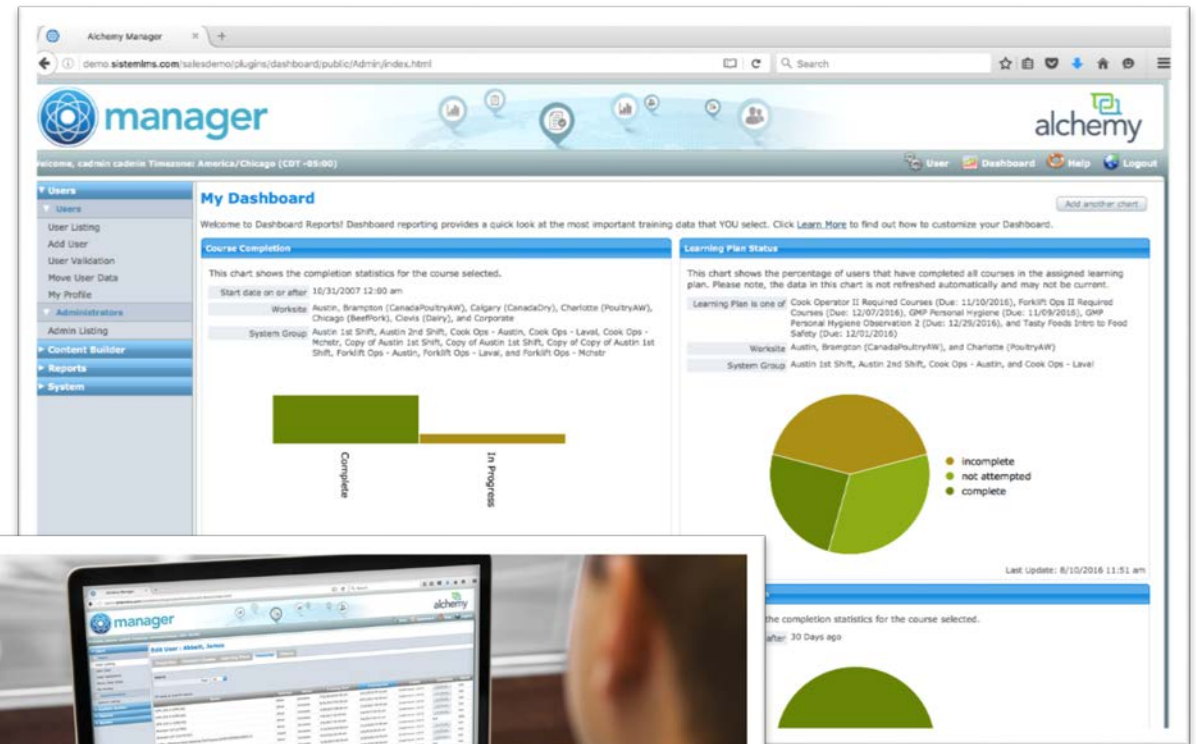 Alchemy Manager
demo.sistemlms.com/salesdemo/plugins/dashboard/public/Admin/index.html
Search
manager
alchemy
Welcome, cadmin cadmin Timezone: America/Chicago (CDT -05:00)
User Dashboard Help Logout
Users
Users
User Listing
Add User
User Validation
Move User Data
My Profile
Administrators
Admin Listing
Content Builder
Reports
System
My Dashboard
Add another chart
Welcome to Dashboard Reports! Dashboard reporting provides a quick look at the most important training data that YOU select. Click Learn More to find out how to customize your Dashboard.
Course Completion
This chart shows the completion statistics for the course selected.
Start date on or after 10/31/2007 12:00 am
Worksite Austin, Brampton (CanadaPoultryAW), Calgary (CanadaDry), Charlotte (PoultryAW),
Chicago (BeefPork), Clovis (Dairy), and Corporate
System Group Austin 1st Shift, Austin 2nd Shift, Cook Ops - Austin, Cook Ops - Laval, Cook Ops -
Mchstr, Copy of Austin 1st Shift, Copy of Austin 1st Shift, Copy of Copy of Austin 1st
Shift, Forklift Ops - Austin, Forklift Ops - Laval, and Forklift Ops - Mchstr
Complete
In Progress
Learning Plan Status
This chart shows the percentage of users that have completed all courses in the assigned learning
plan. Please note, the data in this chart is not refreshed automatically and may not be current.
Learning Plan is one of Cook Operator II Required Courses (Due: 11/10/2016), Forklift Ops II Required
Courses (Due: 12/07/2016), GMP Personal Hygiene (Due: 11/09/2016), GMP
Personal Hygiene Observation 2 (Due: 12/25/2016), and Tasty Foods Intro to Food
Safety (Due: 12/01/2016)
Worksite Austin, Brampton (CanadaPoultryAW), and Charlotte (PoultryAW)
System Group Austin 1st Shift, Austin 2nd Shift, Cook Ops - Austin, and Cook Ops - Laval
incomplete
not attempted
complete
Last Update: 8/10/2016 11:51 am
the completion statistics for the course selected.
after 30 Days ago
manager
alchemy
Edit User : Abbott, James